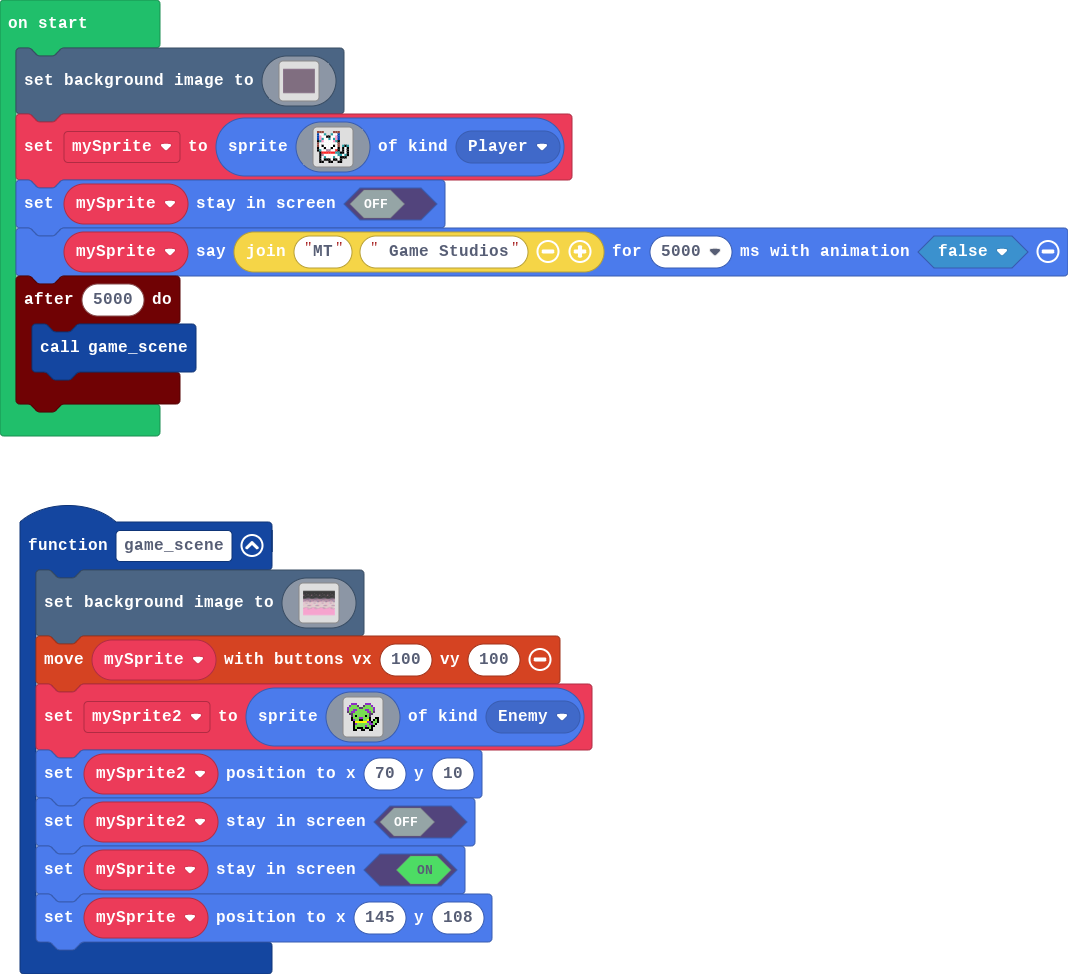 on start
set background image to
set mySprite to sprite of kind Player
set mySprite stay in screen OFF
mySprite say join "MT" " Game Studios" for 5000 ms with animation false
after 5000 do
call game_scene
function game_scene
set background image to
move mySprite with buttons vx 100 vy 100
set mySprite2 to sprite of kind Enemy
set mySprite2 position to x 70 y 10
set mySprite2 stay in screen OFF
set mySprite stay in screen ON
set mySprite position to x 145 y 108